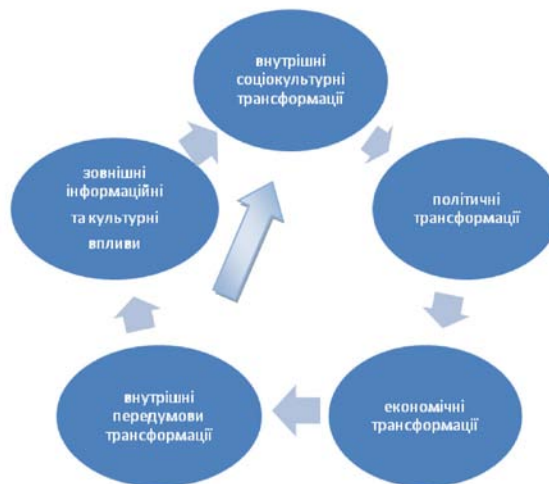 внутрішні
соціокультурні
трансформації
політичні
трансформації
економічні
трансформації
внутрішні
передумови
трансформації
зовнішні
інформаційні
та культурні
впливи